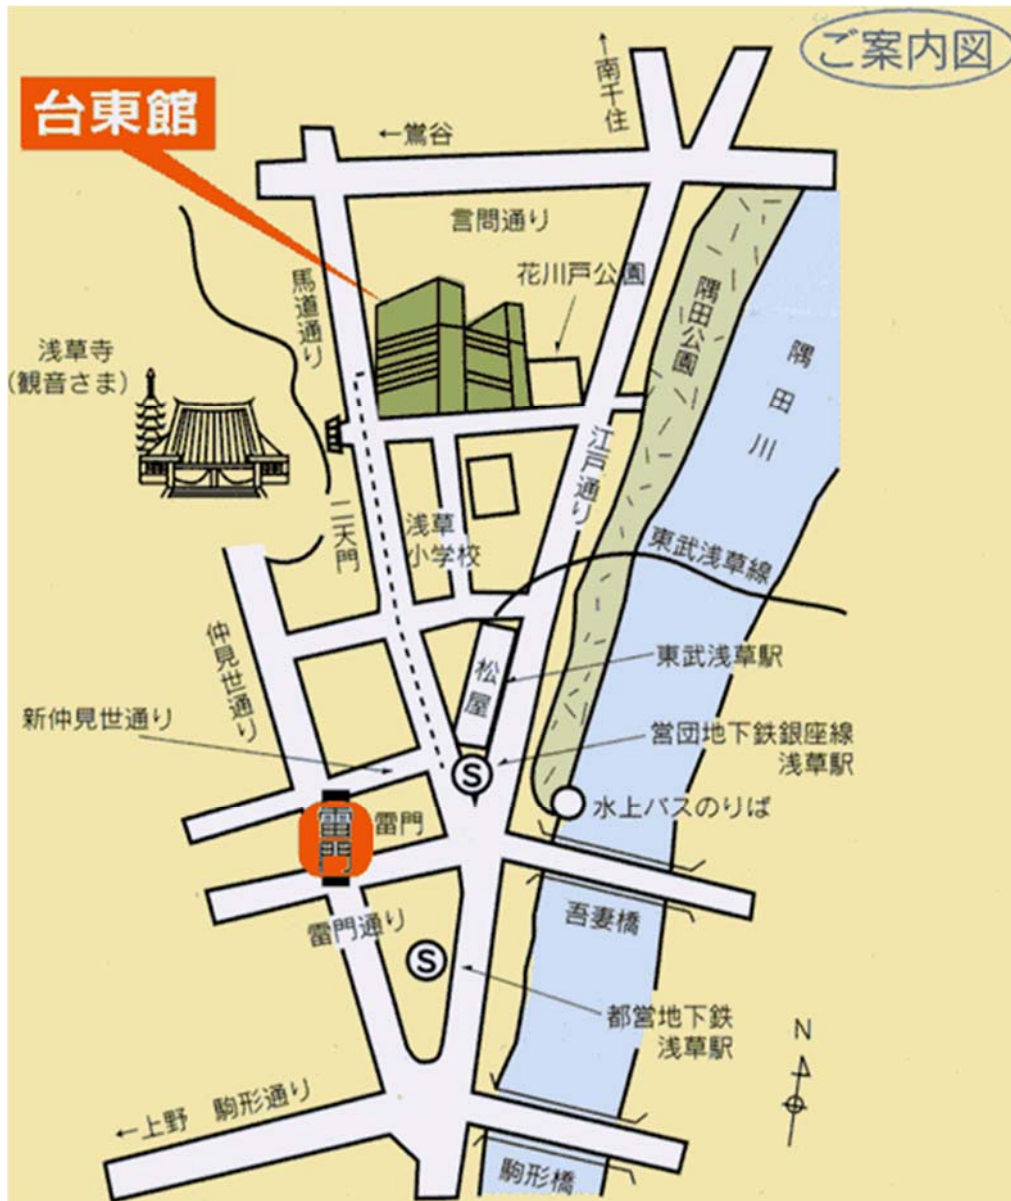 ご案内図
↑南千住
台東館
←鶯谷
言問通り
花川戸公園
馬道通り
隅田公園
隅田川
浅草寺
(観音さま)
江戸通り
二天門
浅草
小学校
東武浅草線
仲見世通り
松屋
東武浅草駅
新仲見世通り
営団地下鉄銀座線
浅草駅
S
水上バスのりば
雷門
雷門
雷門通り
吾妻橋
S
都営地下鉄
浅草駅
N
←上野 駒形通り
駒形橋